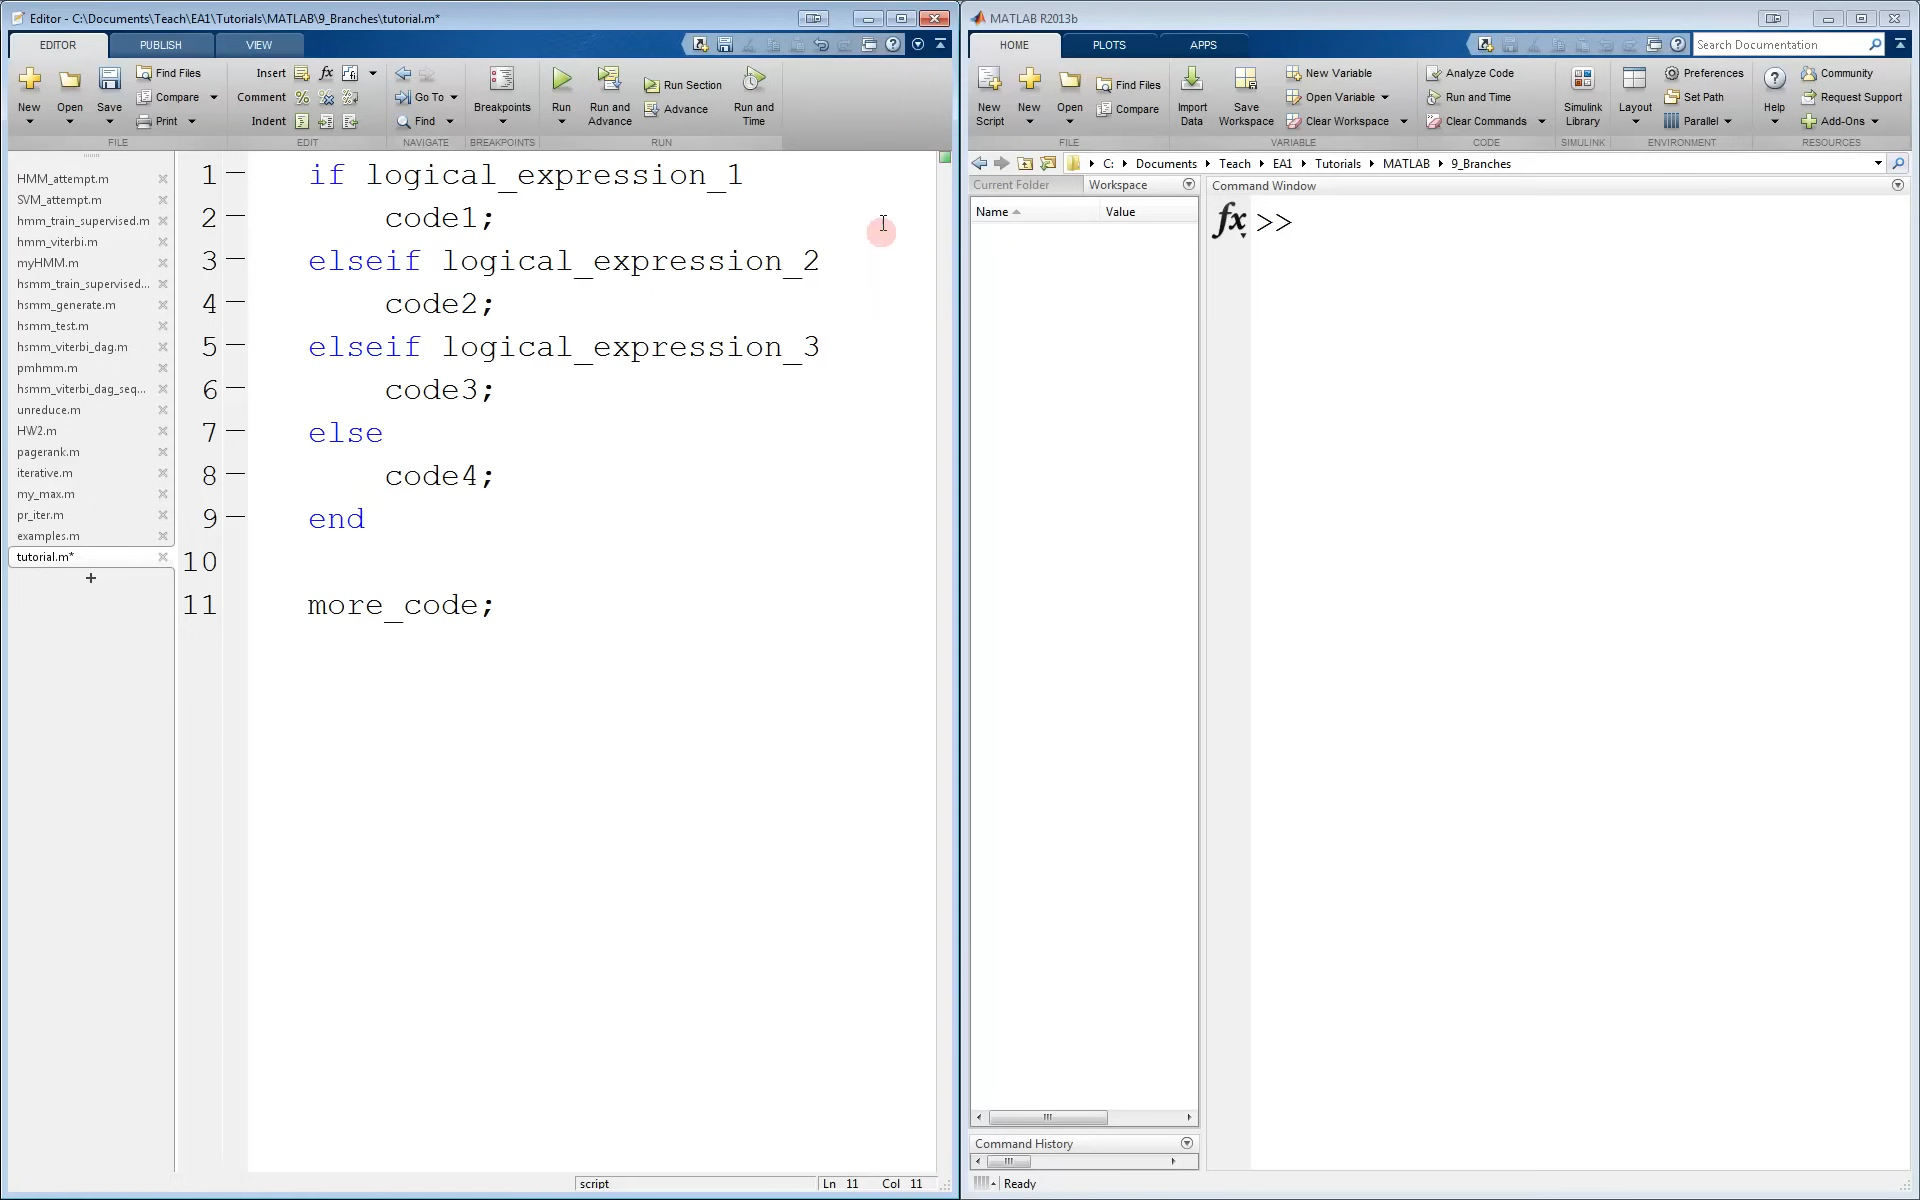 Editor - C:\Documents\Teach\EA1\Tutorials\MATLAB\9_Branches\tutorial.m*
EDITOR PUBLISH VIEW
New Open Save
Find Files
Compare
Print
FILE
Insert fx
Comment
Indent
EDIT
Go To
Find
NAVIGATE
Breakpoints
BREAKPOINTS
Run
Run and Advance
Run Section
Advance
Run and Time
RUN
HMM_attempt.m
SVM_attempt.m
hmm_train_supervised.m
hmm_viterbi.m
myHMM.m
hsmm_train_supervised...
hsmm_generate.m
hsmm_test.m
hsmm_viterbi_dag.m
pmhmm.m
hsmm_viterbi_dag_seq...
unreduce.m
HW2.m
pagerank.m
iterative.m
my_max.m
pr_iter.m
examples.m
tutorial.m*
+
1 if logical_expression_1
2 code1;
3 elseif logical_expression_2
4 code2;
5 elseif logical_expression_3
6 code3;
7 else
8 code4;
9 end
10
11 more_code;
script Ln 11 Col 11
MATLAB R2013b
HOME PLOTS APPS
Search Documentation
New Script
New
Open
Find Files
Compare
FILE
Import Data
Save Workspace
New Variable
Open Variable
Clear Workspace
VARIABLE
Analyze Code
Run and Time
Clear Commands
CODE
Simulink Library
SIMULINK
Layout
Preferences
Set Path
Parallel
ENVIRONMENT
Help
Community
Request Support
Add-Ons
RESOURCES
C: Documents Teach EA1 Tutorials MATLAB 9_Branches
Current Folder Workspace
Name Value
Command Window
fx >>
Command History
Ready